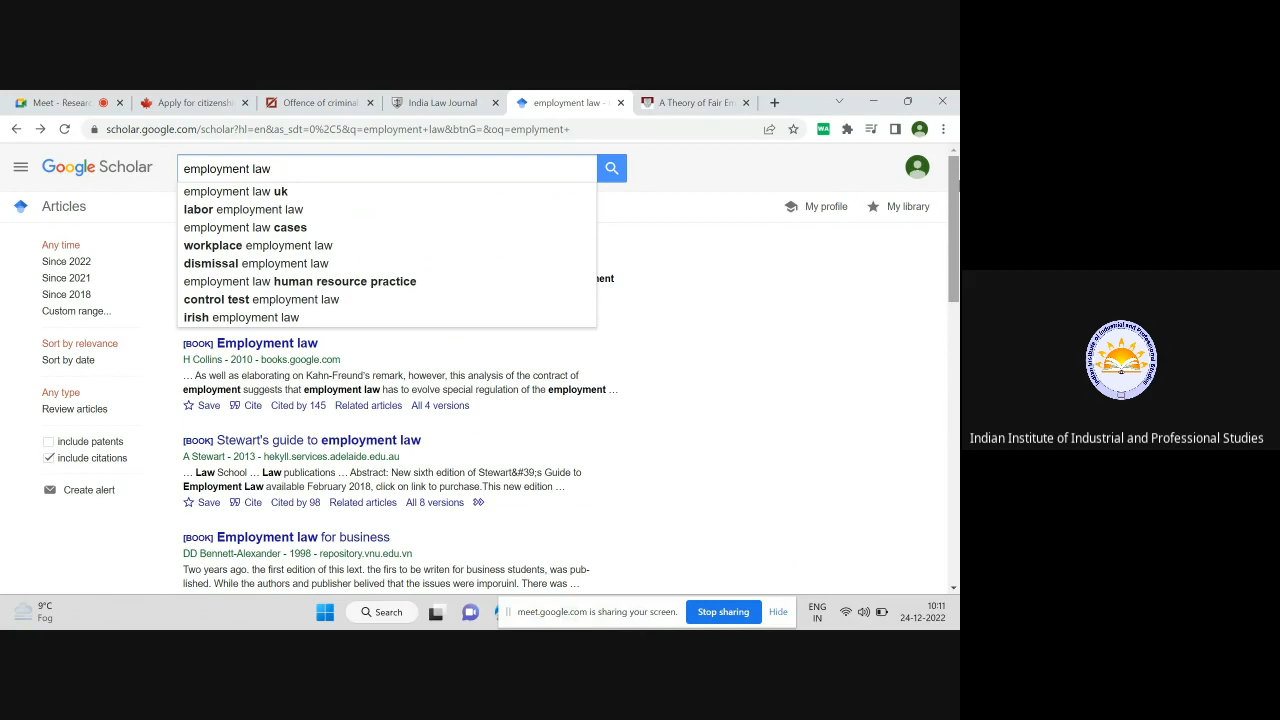 Meet - Researc
Apply for citizenshi
Offence of criminal
India Law Journal
employment law -
A Theory of Fair Em
scholar.google.com/scholar?hl=en&as_sdt=0%2C5&q=employment+law&btnG=&oq=emplyment+
WA
Google Scholar
employment law
employment law uk
labor employment law
employment law cases
workplace employment law
dismissal employment law
employment law human resource practice
control test employment law
irish employment law
Articles
My profile
My library
Any time
Since 2022
Since 2021
Since 2018
Custom range...
Sort by relevance
Sort by date
Any type
Review articles
include patents
include citations
Create alert
ment
[BOOK] Employment law
H Collins - 2010 - books.google.com
… As well as elaborating on Kahn-Freund's remark, however, this analysis of the contract of
employment suggests that employment law has to evolve special regulation of the employment …
Save Cite Cited by 145 Related articles All 4 versions
[BOOK] Stewart's guide to employment law
A Stewart - 2013 - hekyll.services.adelaide.edu.au
… Law School … Law publications … Abstract: New sixth edition of Stewart&#39;s Guide to
Employment Law available February 2018, click on link to purchase.This new edition …
Save Cite Cited by 98 Related articles All 8 versions
[BOOK] Employment law for business
DD Bennett-Alexander - 1998 - repository.vnu.edu.vn
Two years ago. the first edition of this lext. the firs to be writen for business students, was pub-
lished. While the authors and publisher belived that the issues were imporuinl. There was …
9°C
Fog
Search
meet.google.com is sharing your screen.
Stop sharing
Hide
ENG
IN
10:11
24-12-2022
Indian Institute of Industrial and Professional Studies